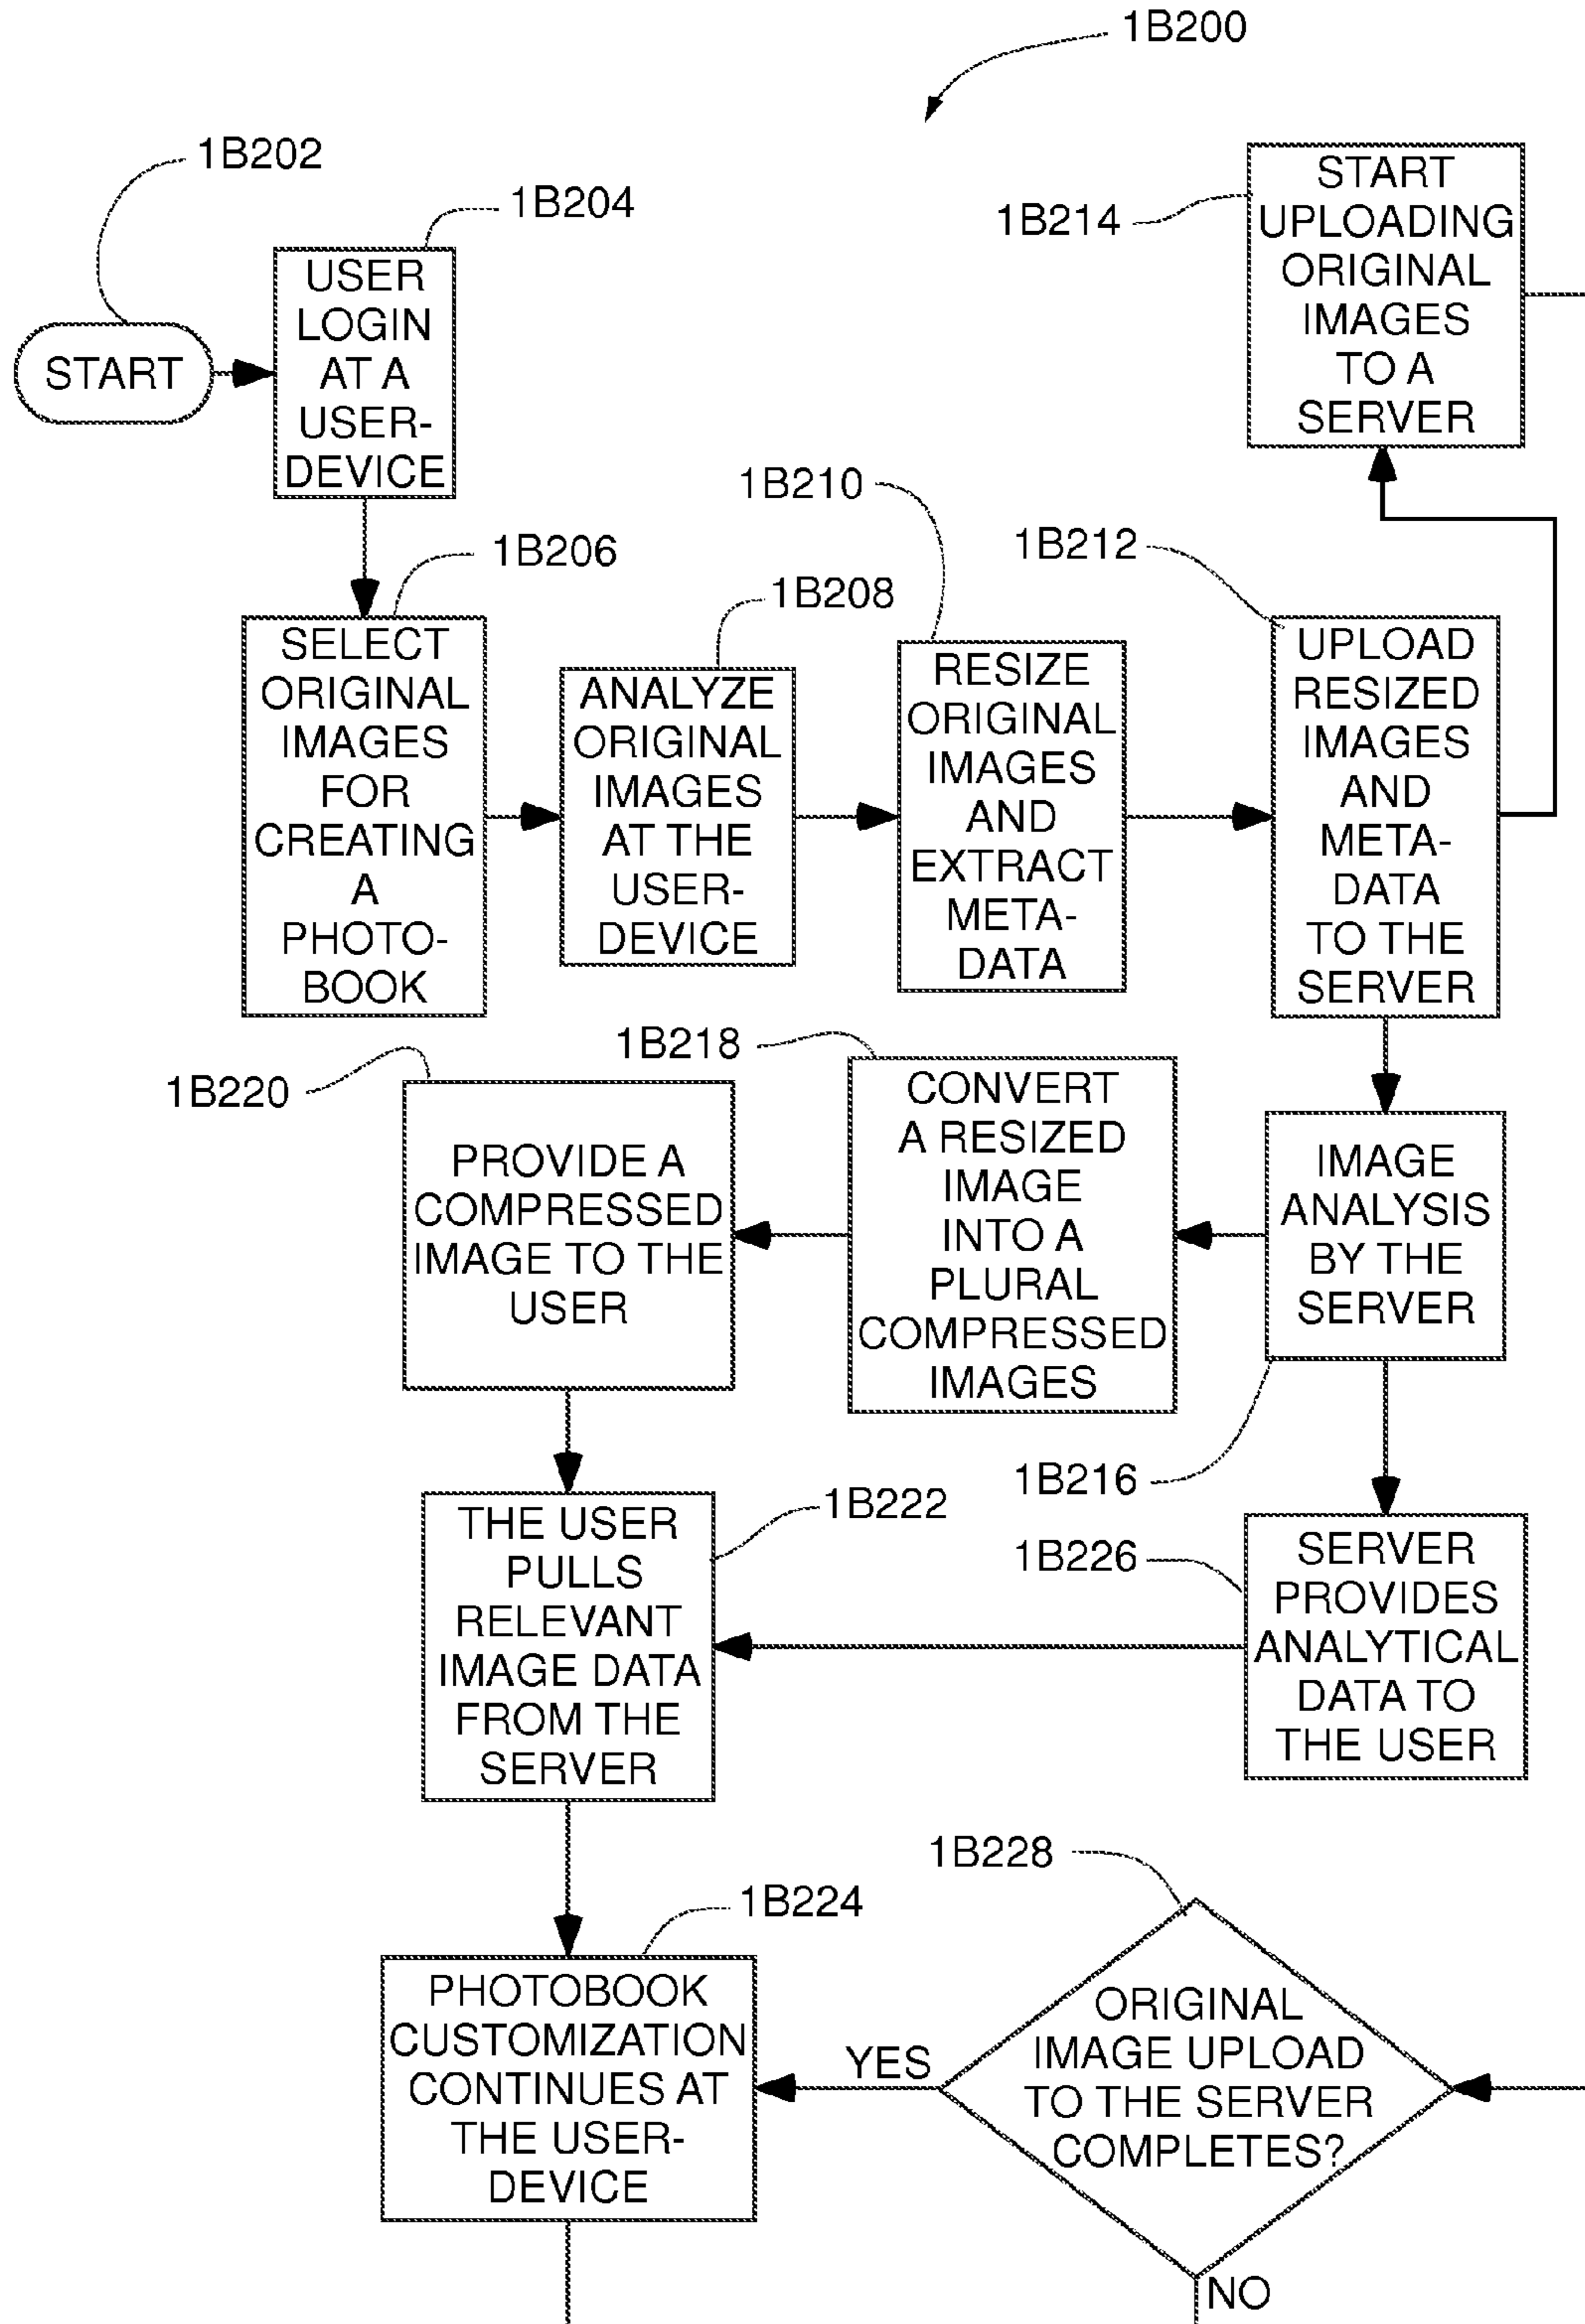 1B200
1B202
START
1B204
USER
LOGIN
AT A
USER-
DEVICE
1B214
START
UPLOADING
ORIGINAL
IMAGES
TO A
SERVER
1B206
SELECT
ORIGINAL
IMAGES
FOR
CREATING
A
PHOTO-
BOOK
1B208
ANALYZE
ORIGINAL
IMAGES
AT THE
USER-
DEVICE
1B210
RESIZE
ORIGINAL
IMAGES
AND
EXTRACT
META-
DATA
1B212
UPLOAD
RESIZED
IMAGES
AND
META-
DATA
TO THE
SERVER
1B220
PROVIDE A
COMPRESSED
IMAGE TO THE
USER
1B218
CONVERT
A RESIZED
IMAGE
INTO A
PLURAL
COMPRESSED
IMAGES
IMAGE
ANALYSIS
BY THE
SERVER
1B216
1B222
THE USER
PULLS
RELEVANT
IMAGE DATA
FROM THE
SERVER
1B226
SERVER
PROVIDES
ANALYTICAL
DATA TO
THE USER
1B224
PHOTOBOOK
CUSTOMIZATION
CONTINUES AT
THE USER-
DEVICE
1B228
YES
ORIGINAL
IMAGE UPLOAD
TO THE SERVER
COMPLETES?
NO